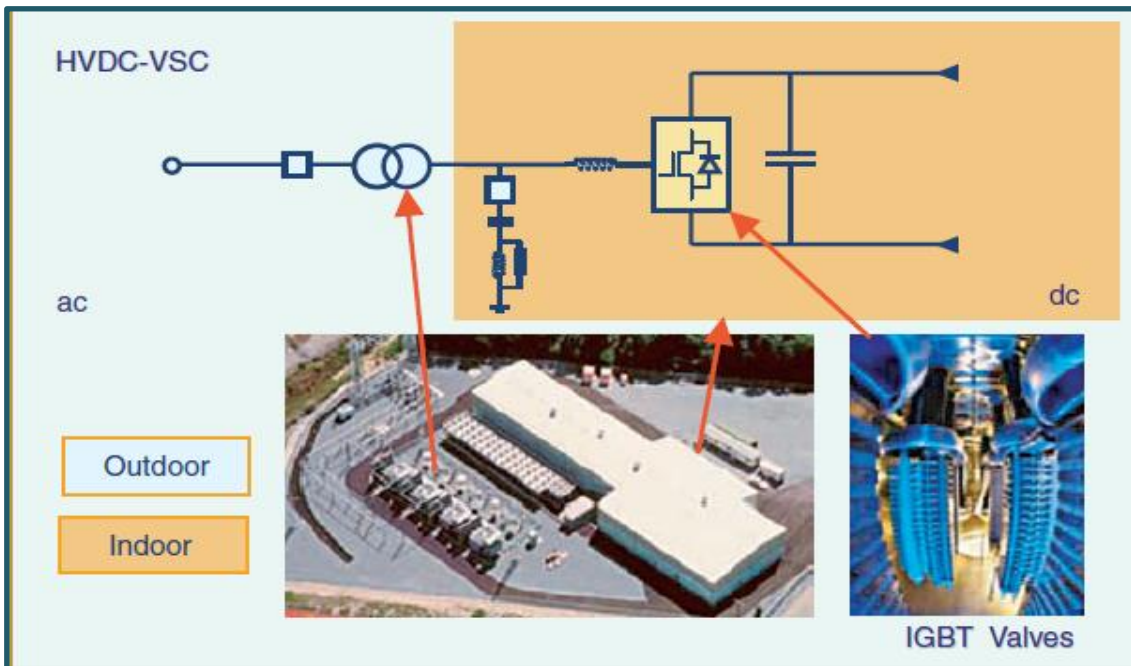 HVDC-VSC
ac
dc
Outdoor
Indoor
IGBT Valves